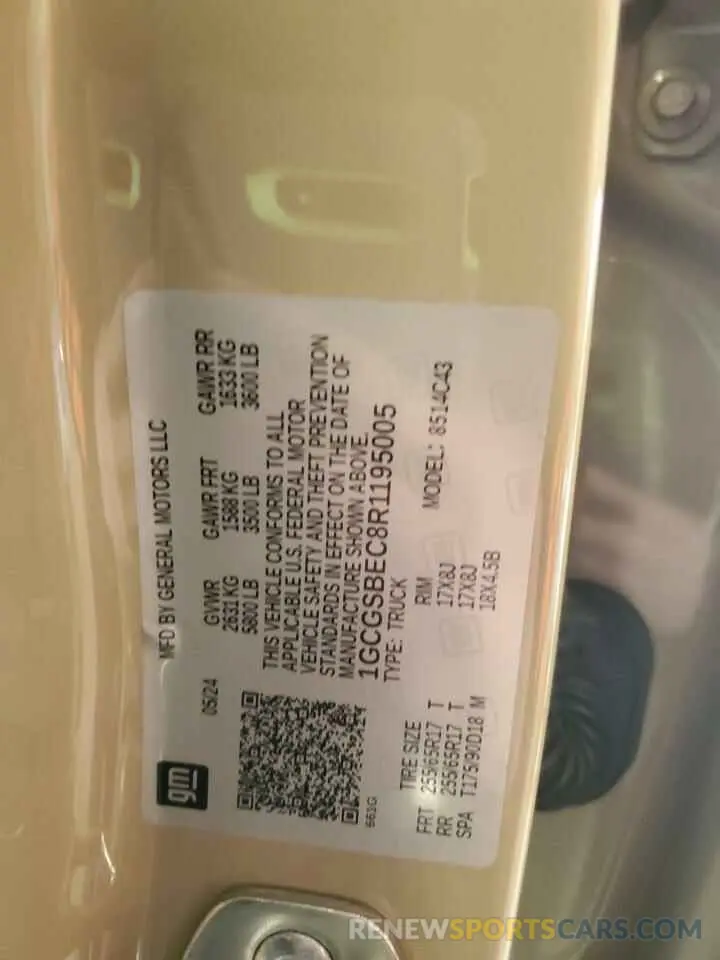 MFD BY GENERAL MOTORS LLC
gm
05/24
GVWR GAWR FRT GAWR RR
2631 KG 1588 KG 1633 KG
5800 LB 3500 LB 3600 LB
THIS VEHICLE CONFORMS TO ALL
APPLICABLE U.S. FEDERAL MOTOR
VEHICLE SAFETY AND THEFT PREVENTION
STANDARDS IN EFFECT ON THE DATE OF
MANUFACTURE SHOWN ABOVE.
1GCGSBEC8R1195005
TYPE: TRUCK MODEL: 8514C43
TIRE SIZE RIM
FRT 255/65R17 T 17X8J
RR 255/65R17 T 17X8J
SPA T175/90D18 M 18X4.5B
RENEWSPORTSCARS.COM